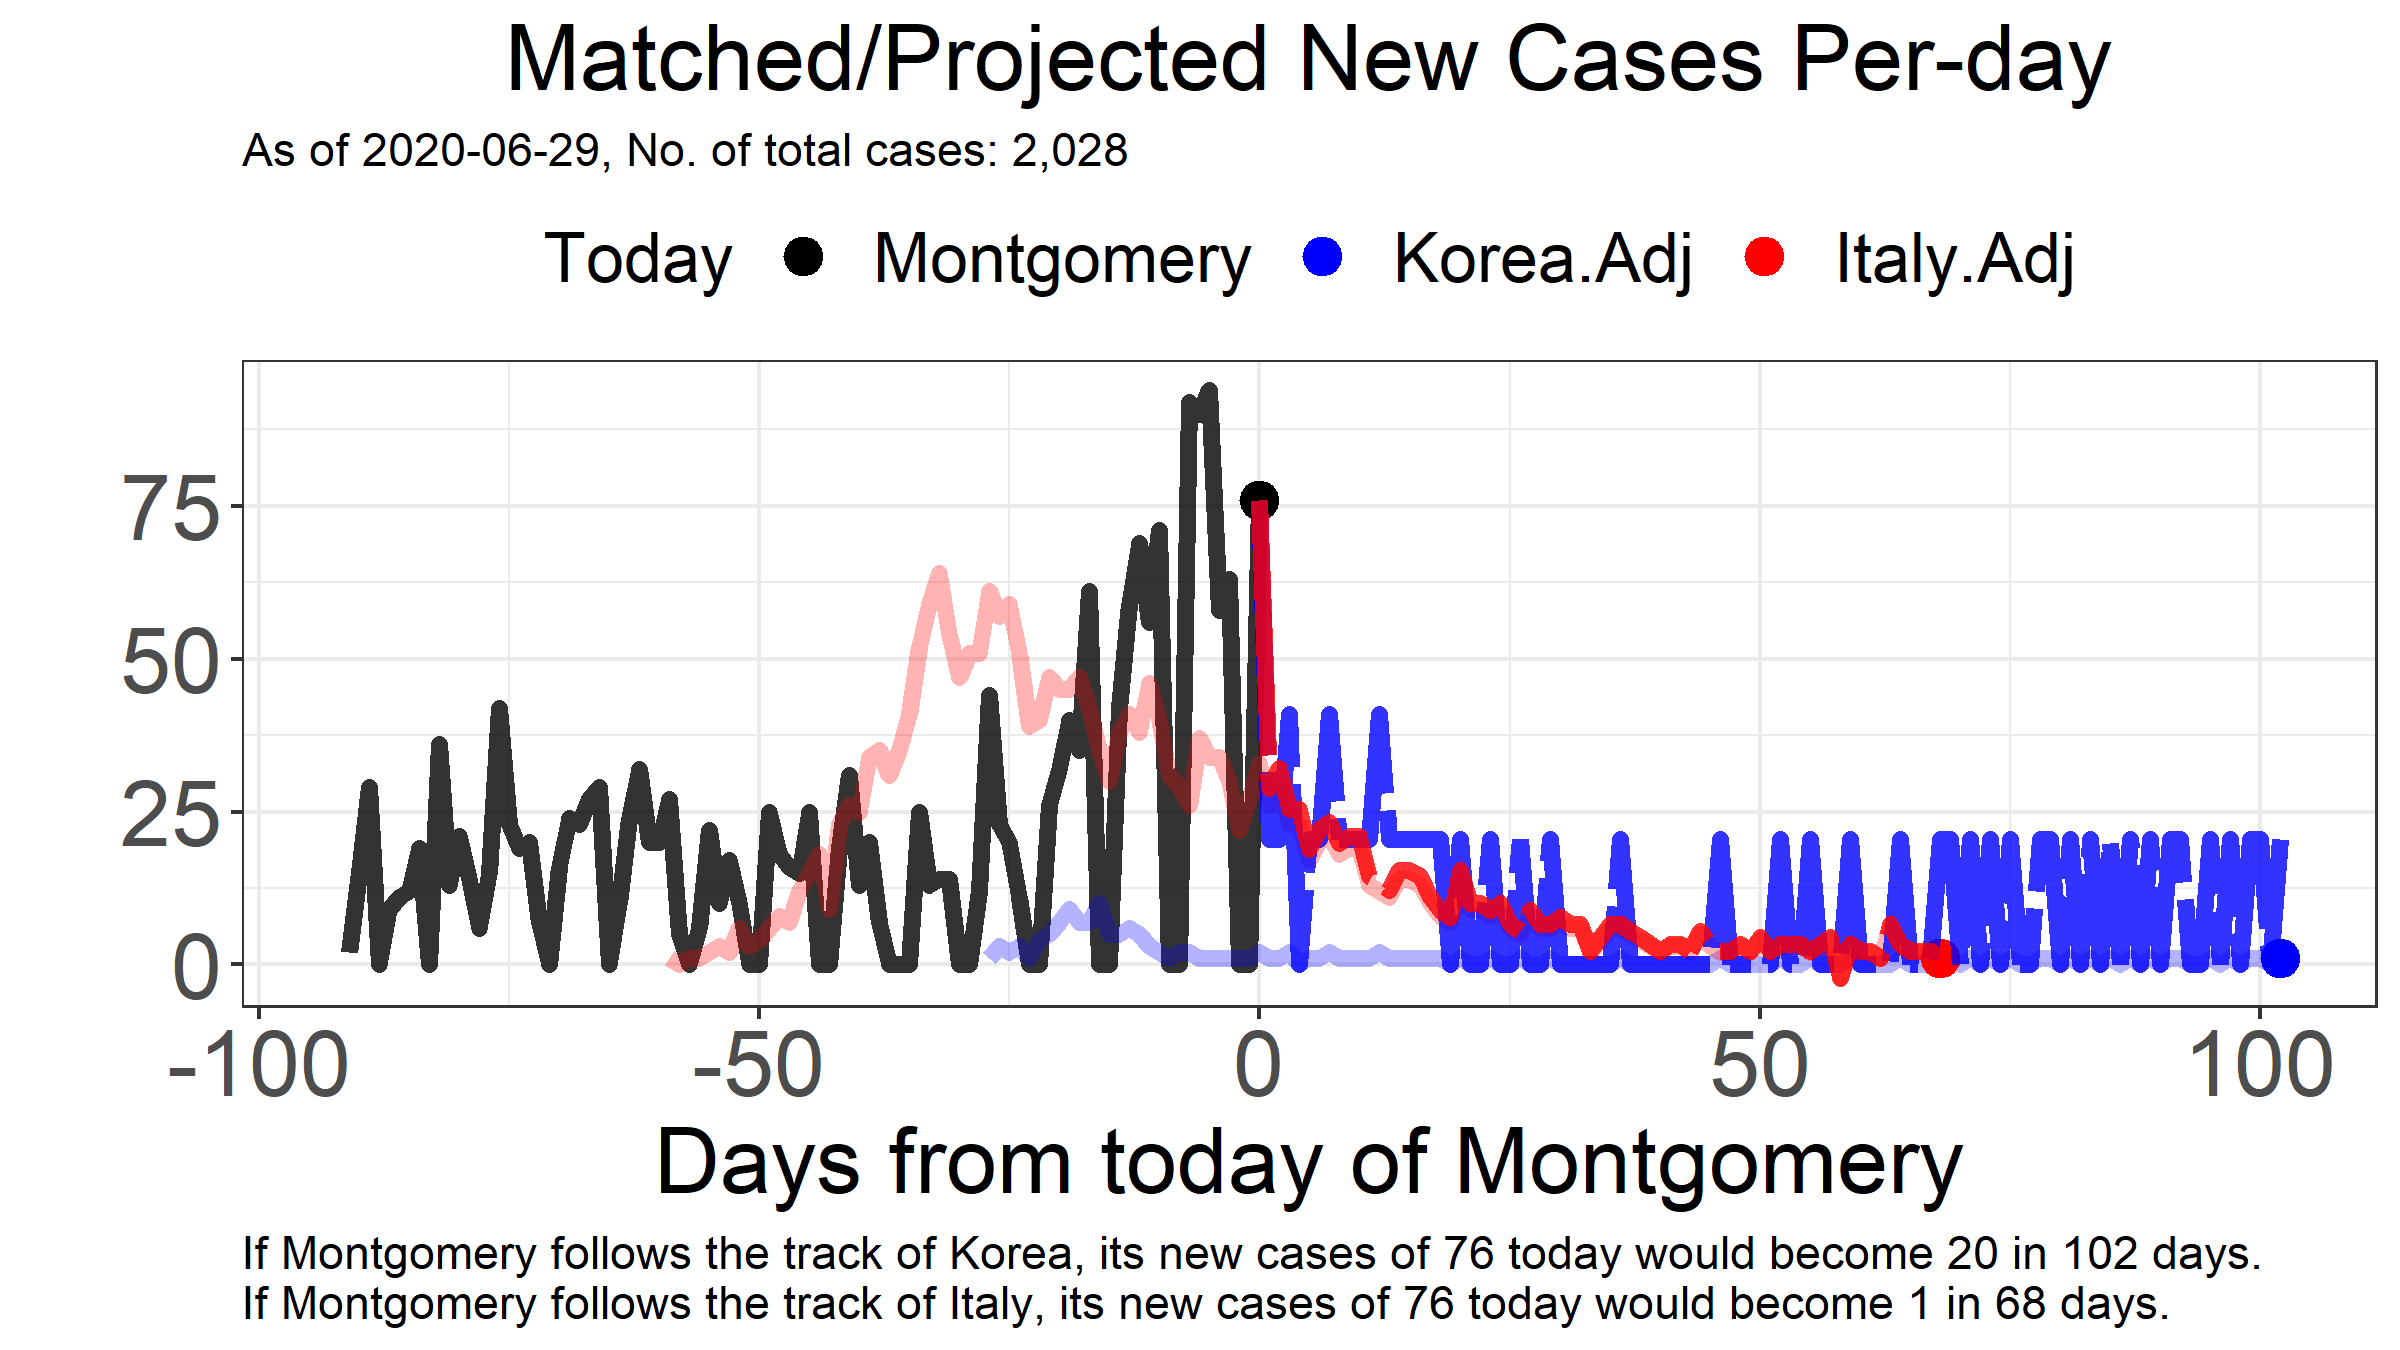 Matched/Projected New Cases Per-day
As of 2020-06-29, No. of total cases: 2,028
Today Montgomery Korea.Adj Italy.Adj
75
50
25
0
-100 -50 0 50 100
Days from today of Montgomery
If Montgomery follows the track of Korea, its new cases of 76 today would become 20 in 102 days.
If Montgomery follows the track of Italy, its new cases of 76 today would become 1 in 68 days.